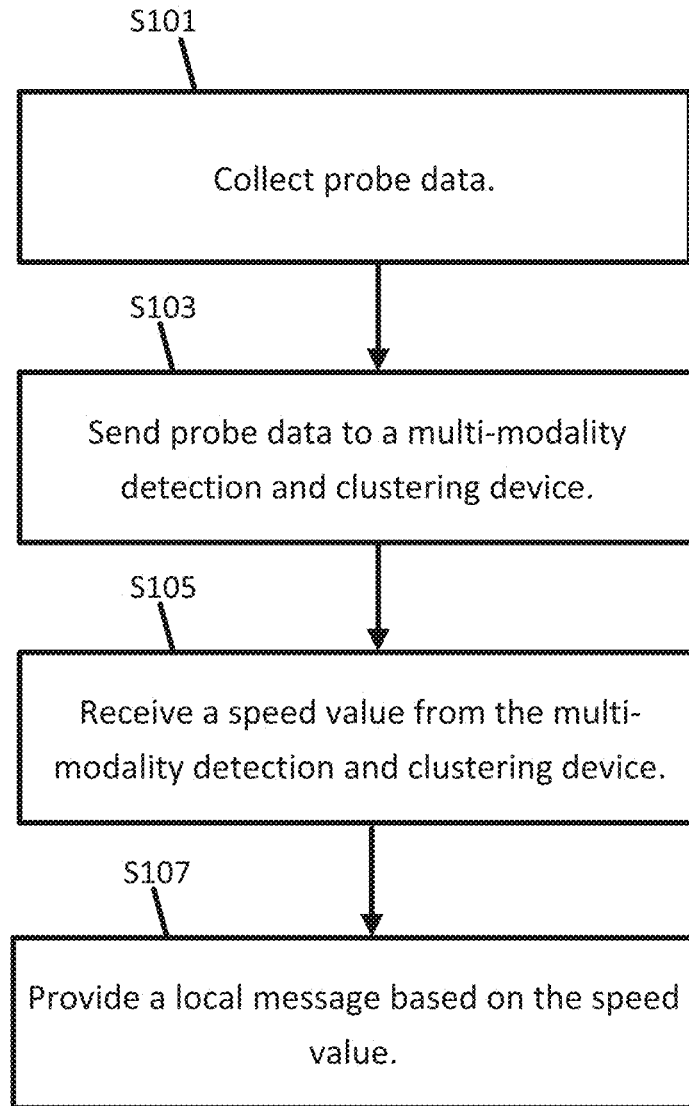 S101
Collect probe data.
S103
Send probe data to a multi-modality
detection and clustering device.
S105
Receive a speed value from the multi-
modality detection and clustering device.
S107
Provide a local message based on the speed
value.